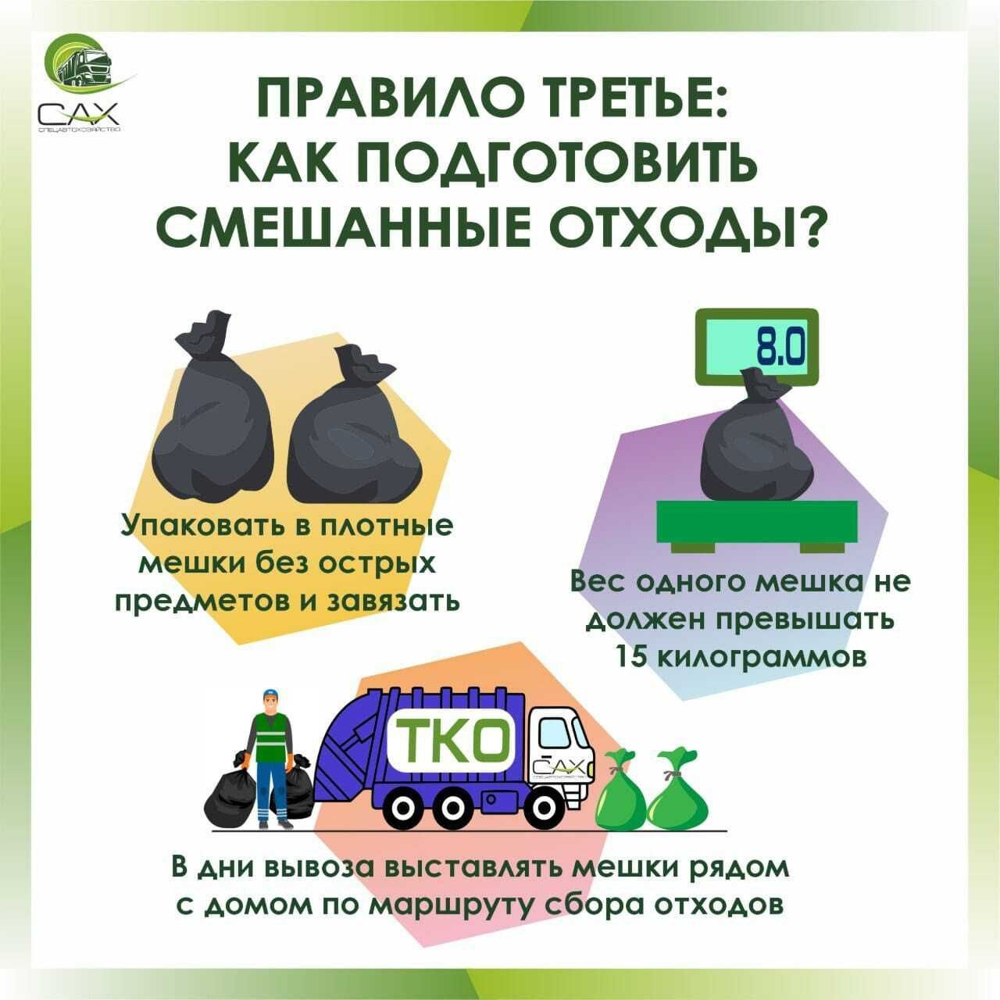 САХ
СПЕЦАВТОХОЗЯЙСТВО
ПРАВИЛО ТРЕТЬЕ:
КАК ПОДГОТОВИТЬ
СМЕШАННЫЕ ОТХОДЫ?
8.0
Упаковать в плотные
мешки без острых
предметов и завязать
Вес одного мешка не
должен превышать
15 килограммов
ТКО
САХ
СПЕЦАВТОХОЗЯЙСТВО
В дни вывоза выставлять мешки рядом
с домом по маршруту сбора отходов